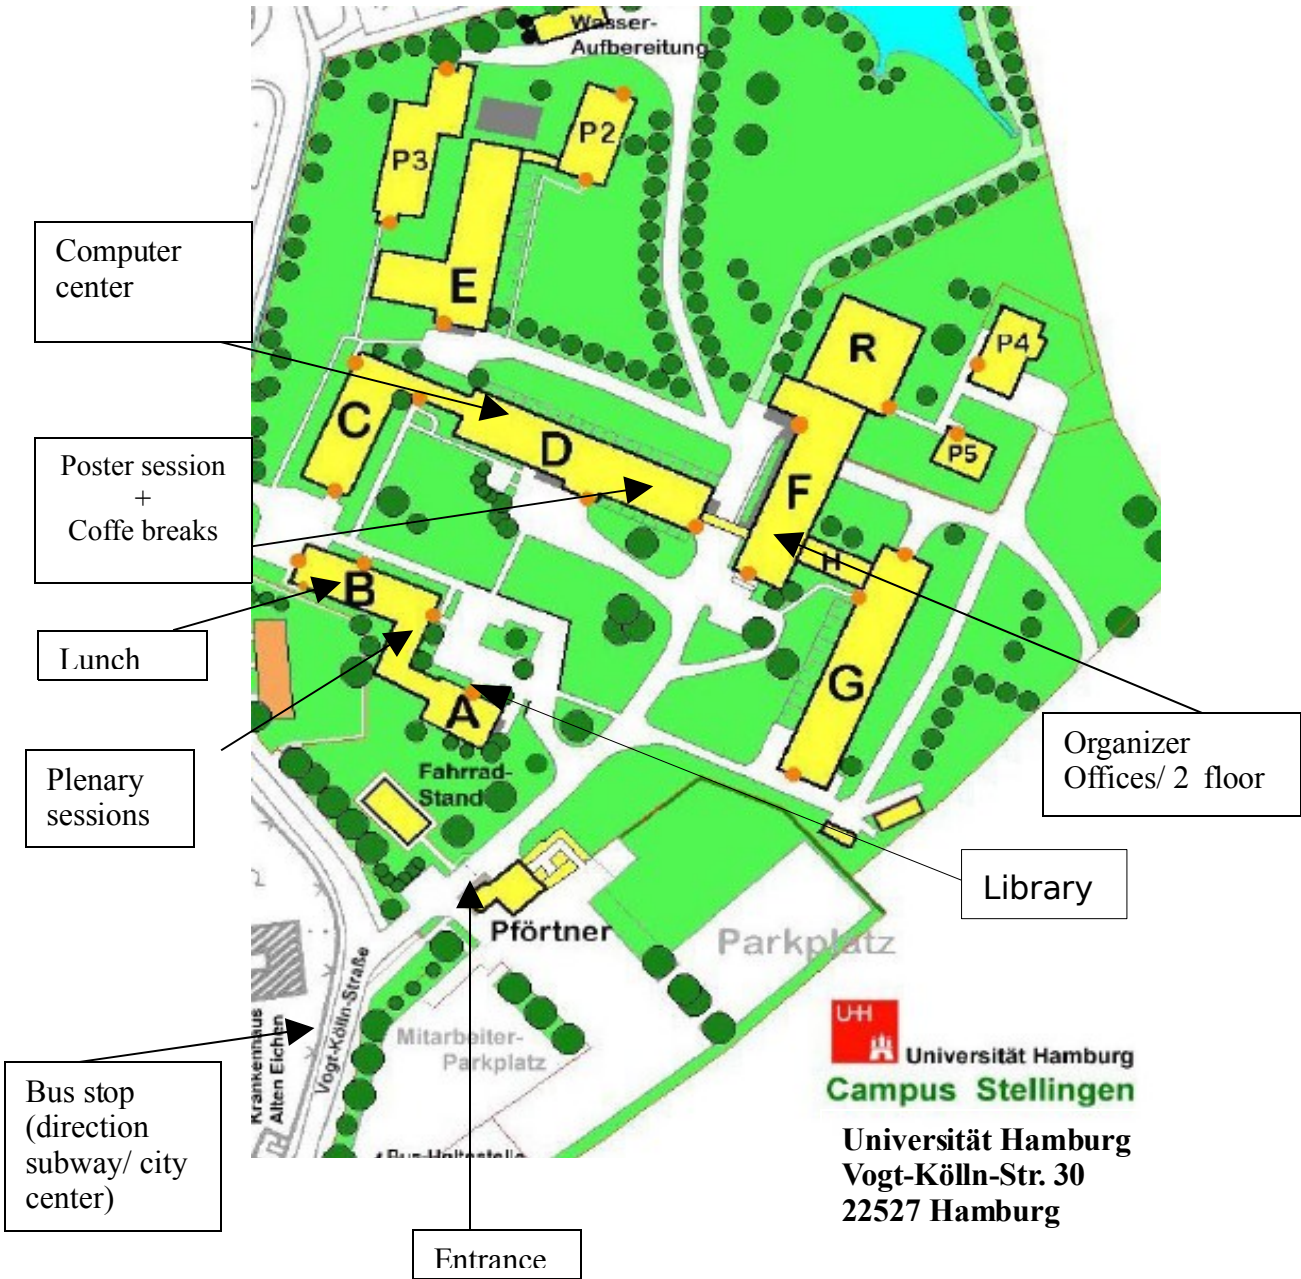 Wasser-
Aufbereitung
P3
P2
E
Computer
center
R
P4
C
D
P5
Poster session
+
Coffe breaks
F
H
B
Lunch
G
A
Organizer
Offices/ 2 floor
Plenary
sessions
Fahrrad-
Stand
Library
Pförtner
Parkplatz
Vogt-Kölln-Straße
Krankenhaus
Alten Eichen
Mitarbeiter-
Parkplatz
UHH
Universität Hamburg
Campus Stellingen
Bus stop
(direction
subway/ city
center)
Universität Hamburg
Vogt-Kölln-Str. 30
22527 Hamburg
Bus-Haltestelle
Entrance